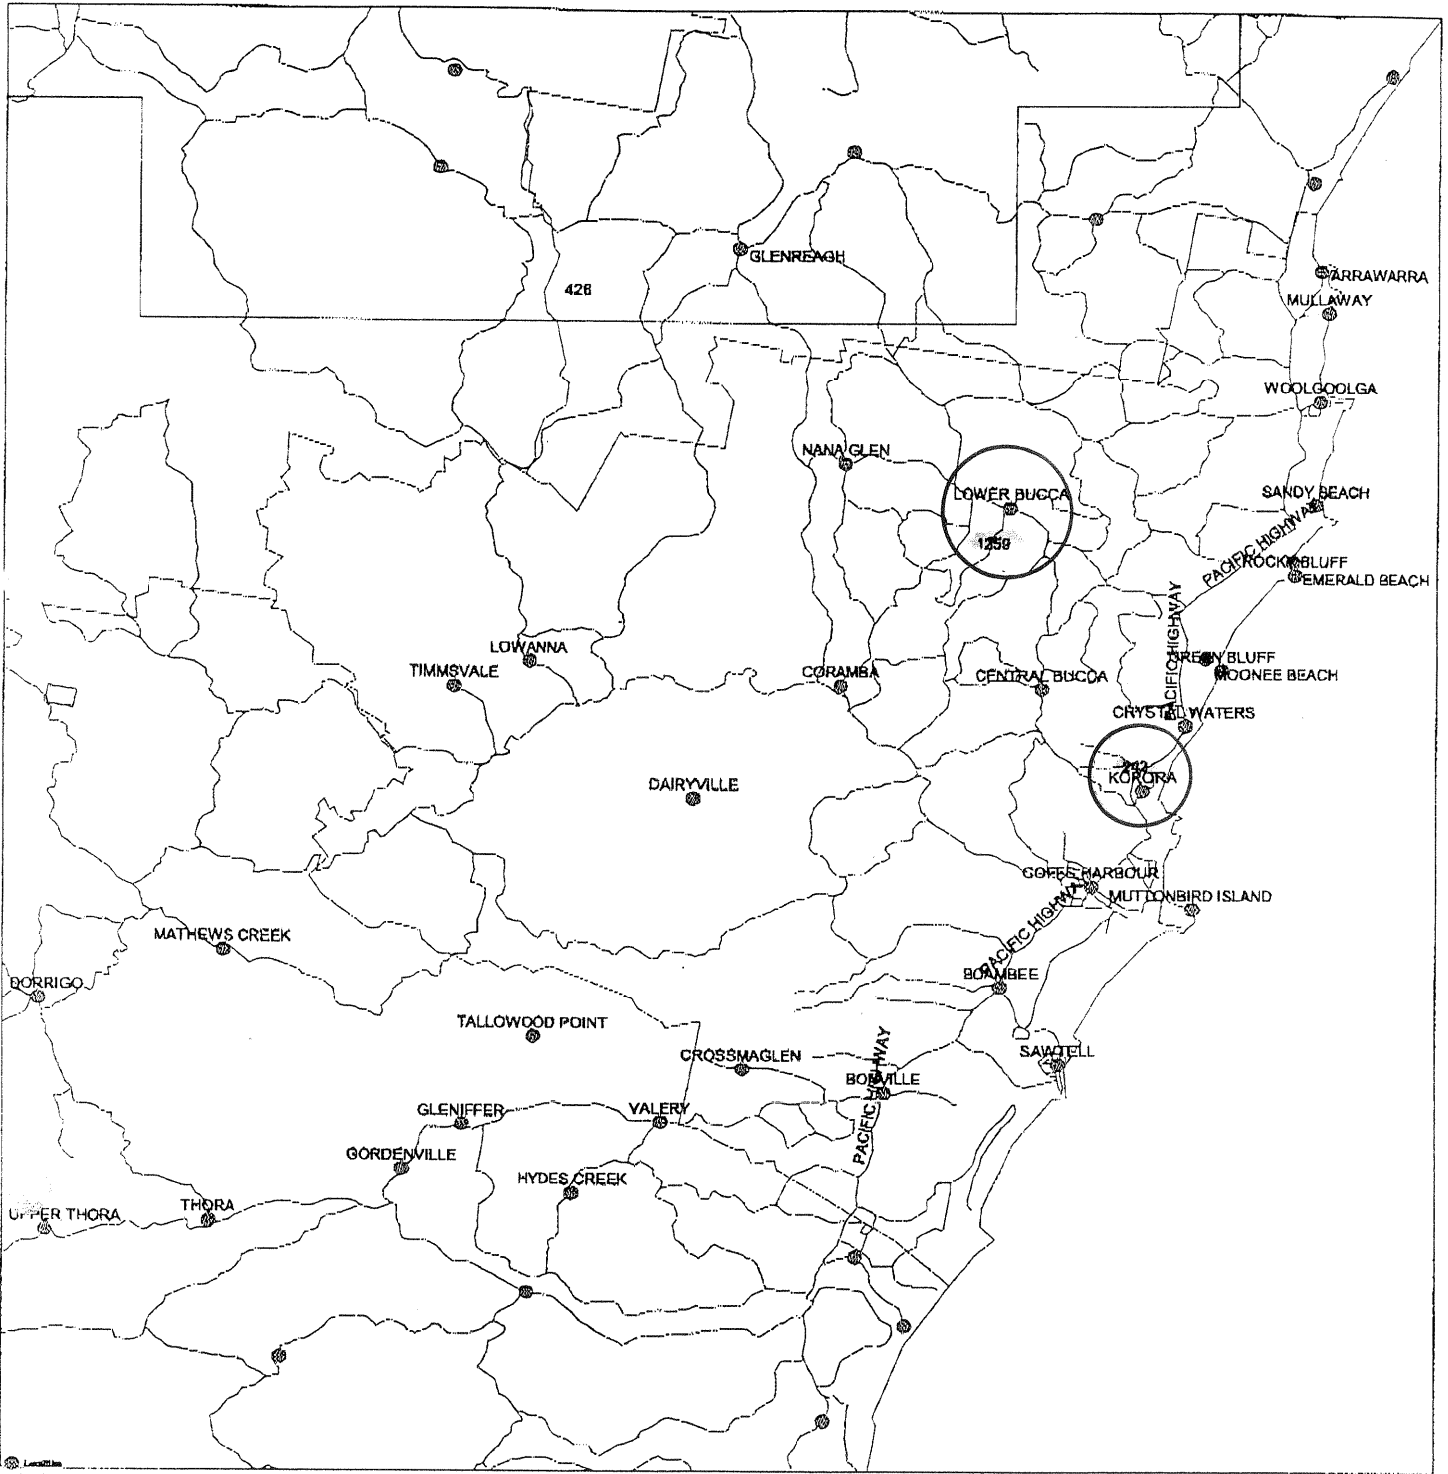 GLENREAGH
426
ARRAWARRA
MULLAWAY
WOOLGOOLGA
NANA GLEN
LOWER BUCCA
SANDY BEACH
1259
PACIFIC HIGHWAY
ROCKY BLUFF
EMERALD BEACH
PACIFIC HIGHWAY
LOWANNA
TIMMSVALE
CORAMBA
CENTRAL BUCCA
GREEN BLUFF
MOONEE BEACH
CRYSTAL WATERS
KORORA
DAIRYVILLE
COFFS HARBOUR
MUTTONBIRD ISLAND
PACIFIC HIGHWA
MATHEWS CREEK
BOAMBEE
DORRIGO
TALLOWOOD POINT
CROSSMAGLEN
SAWTELL
BONVILLE
PACIFIC HIGHWAY
GLENIFFER
VALERY
GORDENVILLE
HYDES CREEK
UPPER THORA
THORA